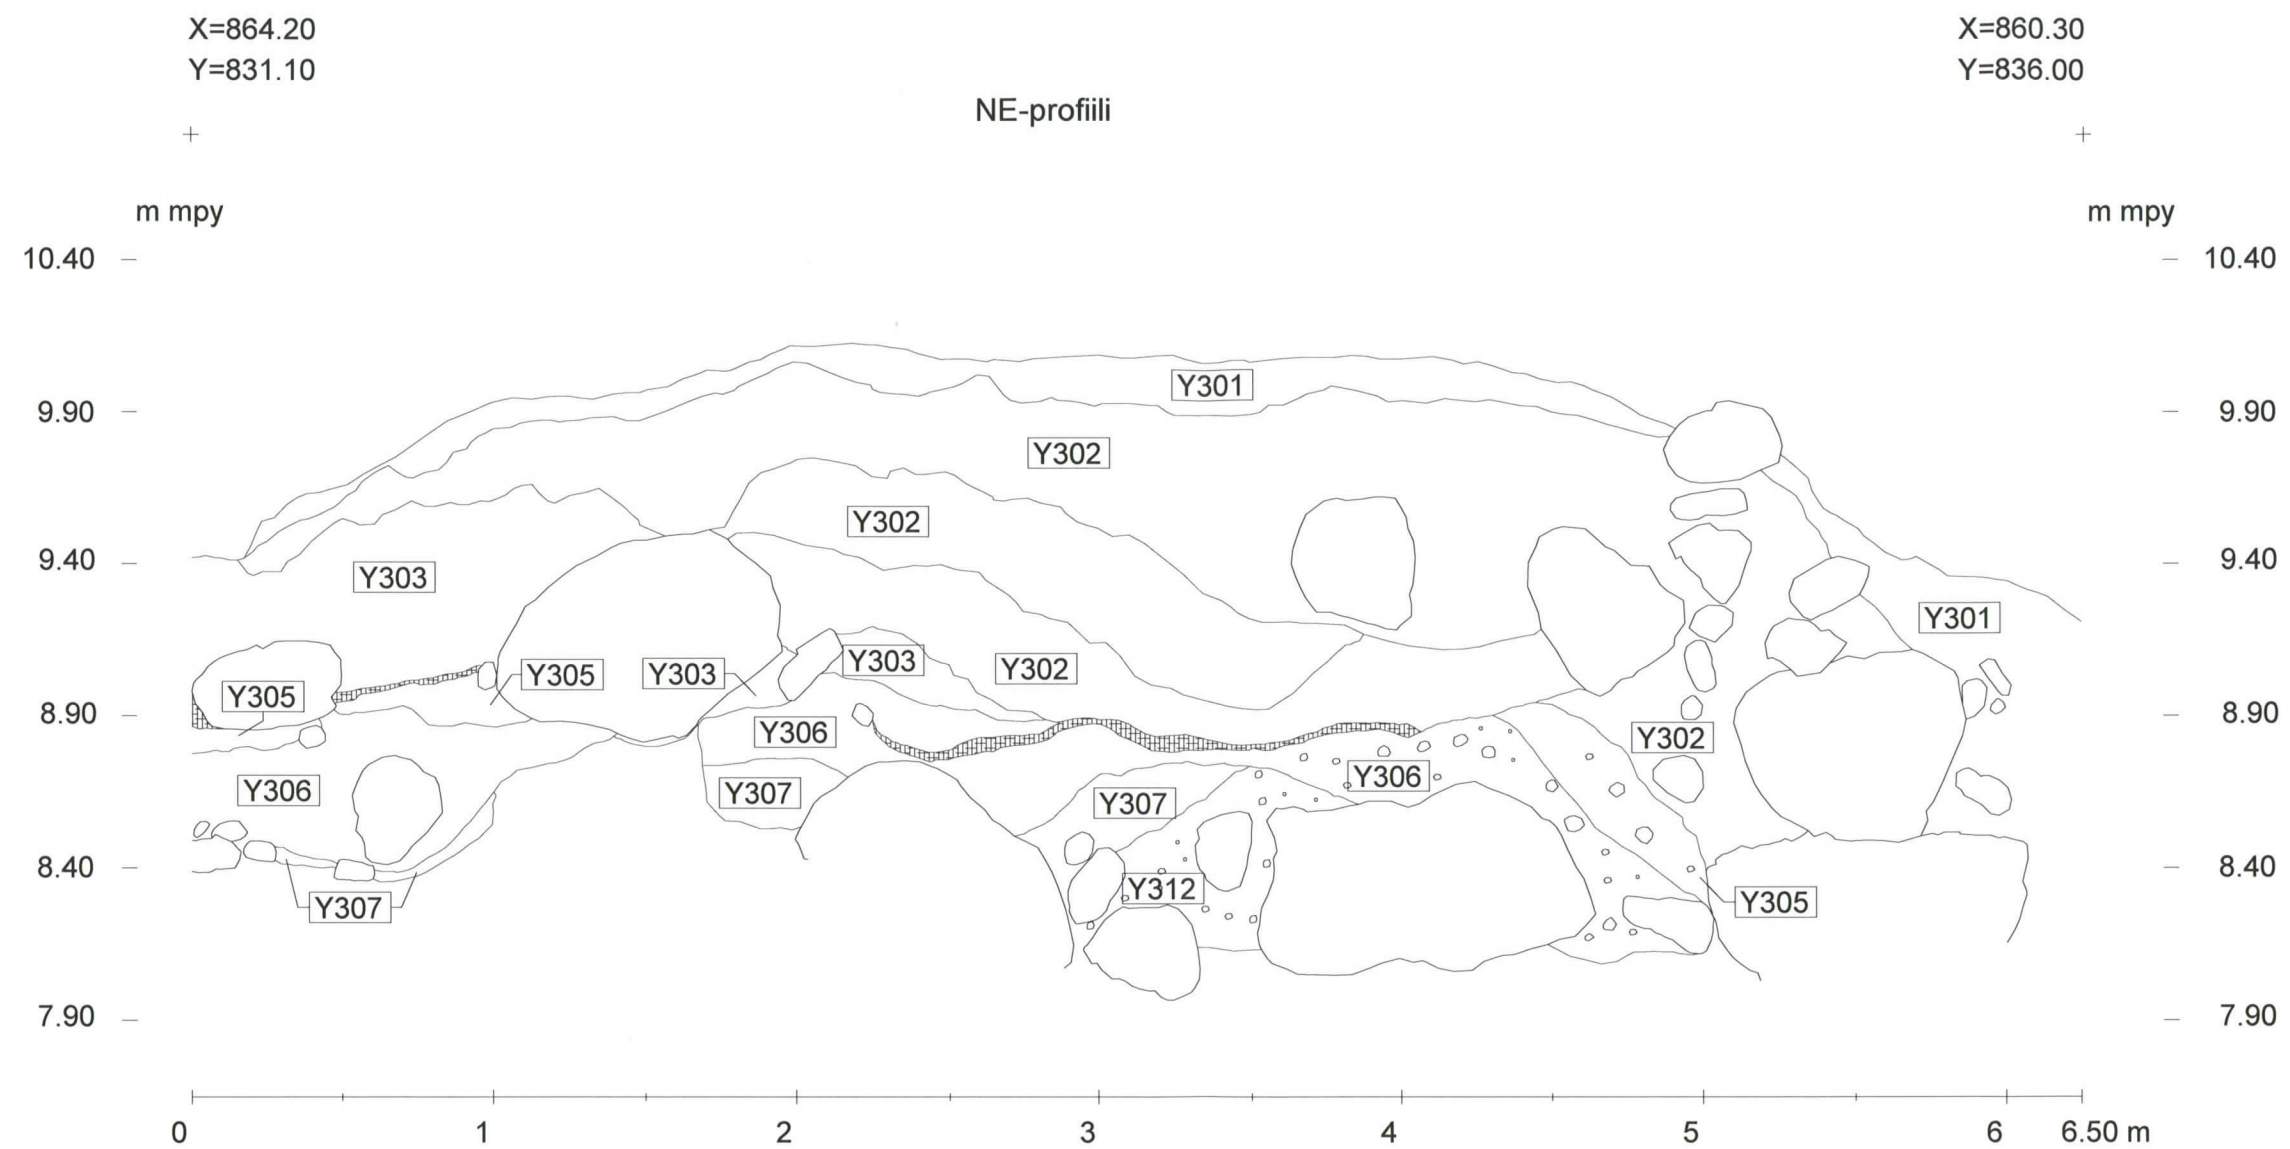 X=864.20
Y=831.10
X=860.30
Y=836.00
NE-profiili
m mpy
m mpy
10.40
10.40
9.90
9.90
9.40
9.40
8.90
8.90
8.40
8.40
7.90
7.90
Y301
Y302
Y302
Y303
Y301
Y303
Y302
Y305
Y303
Y305
Y306
Y302
Y306
Y306
Y307
Y307
Y312
Y305
Y307
0 1 2 3 4 5 6 6.50 m